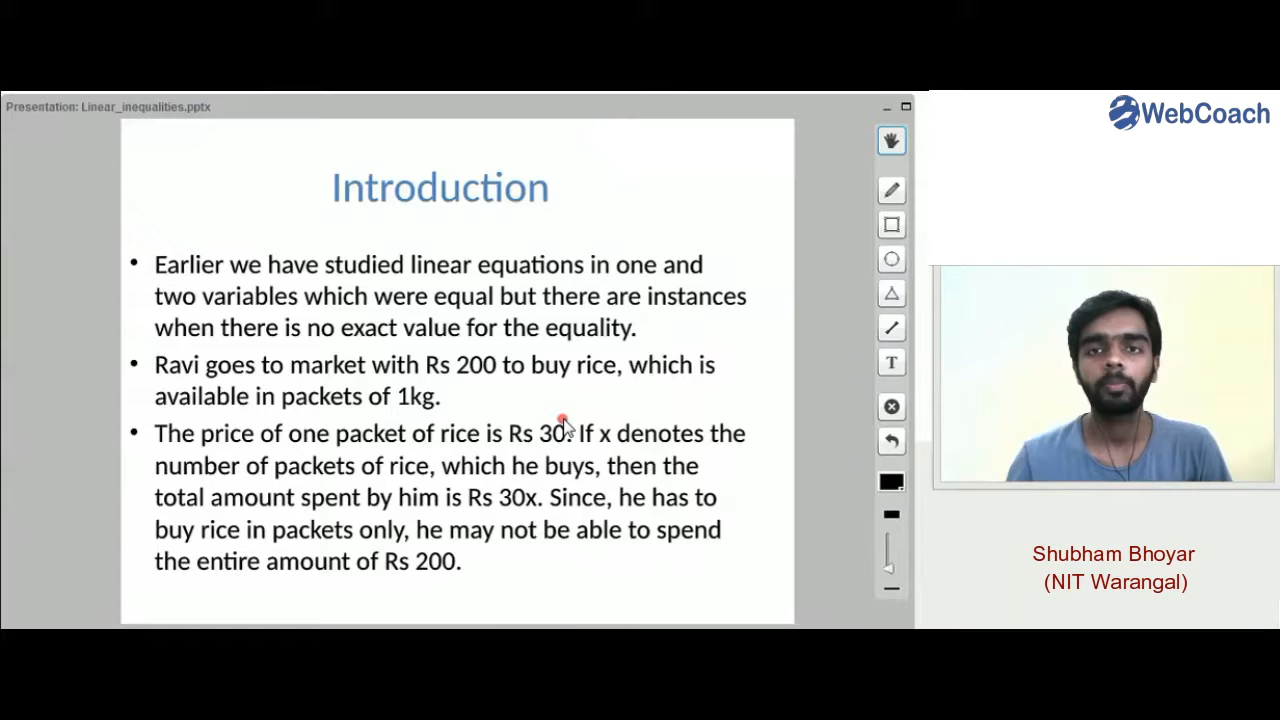 Presentation: Linear_inequalities.pptx
WebCoach
Introduction
• Earlier we have studied linear equations in one and
two variables which were equal but there are instances
when there is no exact value for the equality.
• Ravi goes to market with Rs 200 to buy rice, which is
available in packets of 1kg.
• The price of one packet of rice is Rs 30. If x denotes the
number of packets of rice, which he buys, then the
total amount spent by him is Rs 30x. Since, he has to
buy rice in packets only, he may not be able to spend
the entire amount of Rs 200.
T
Shubham Bhoyar
(NIT Warangal)